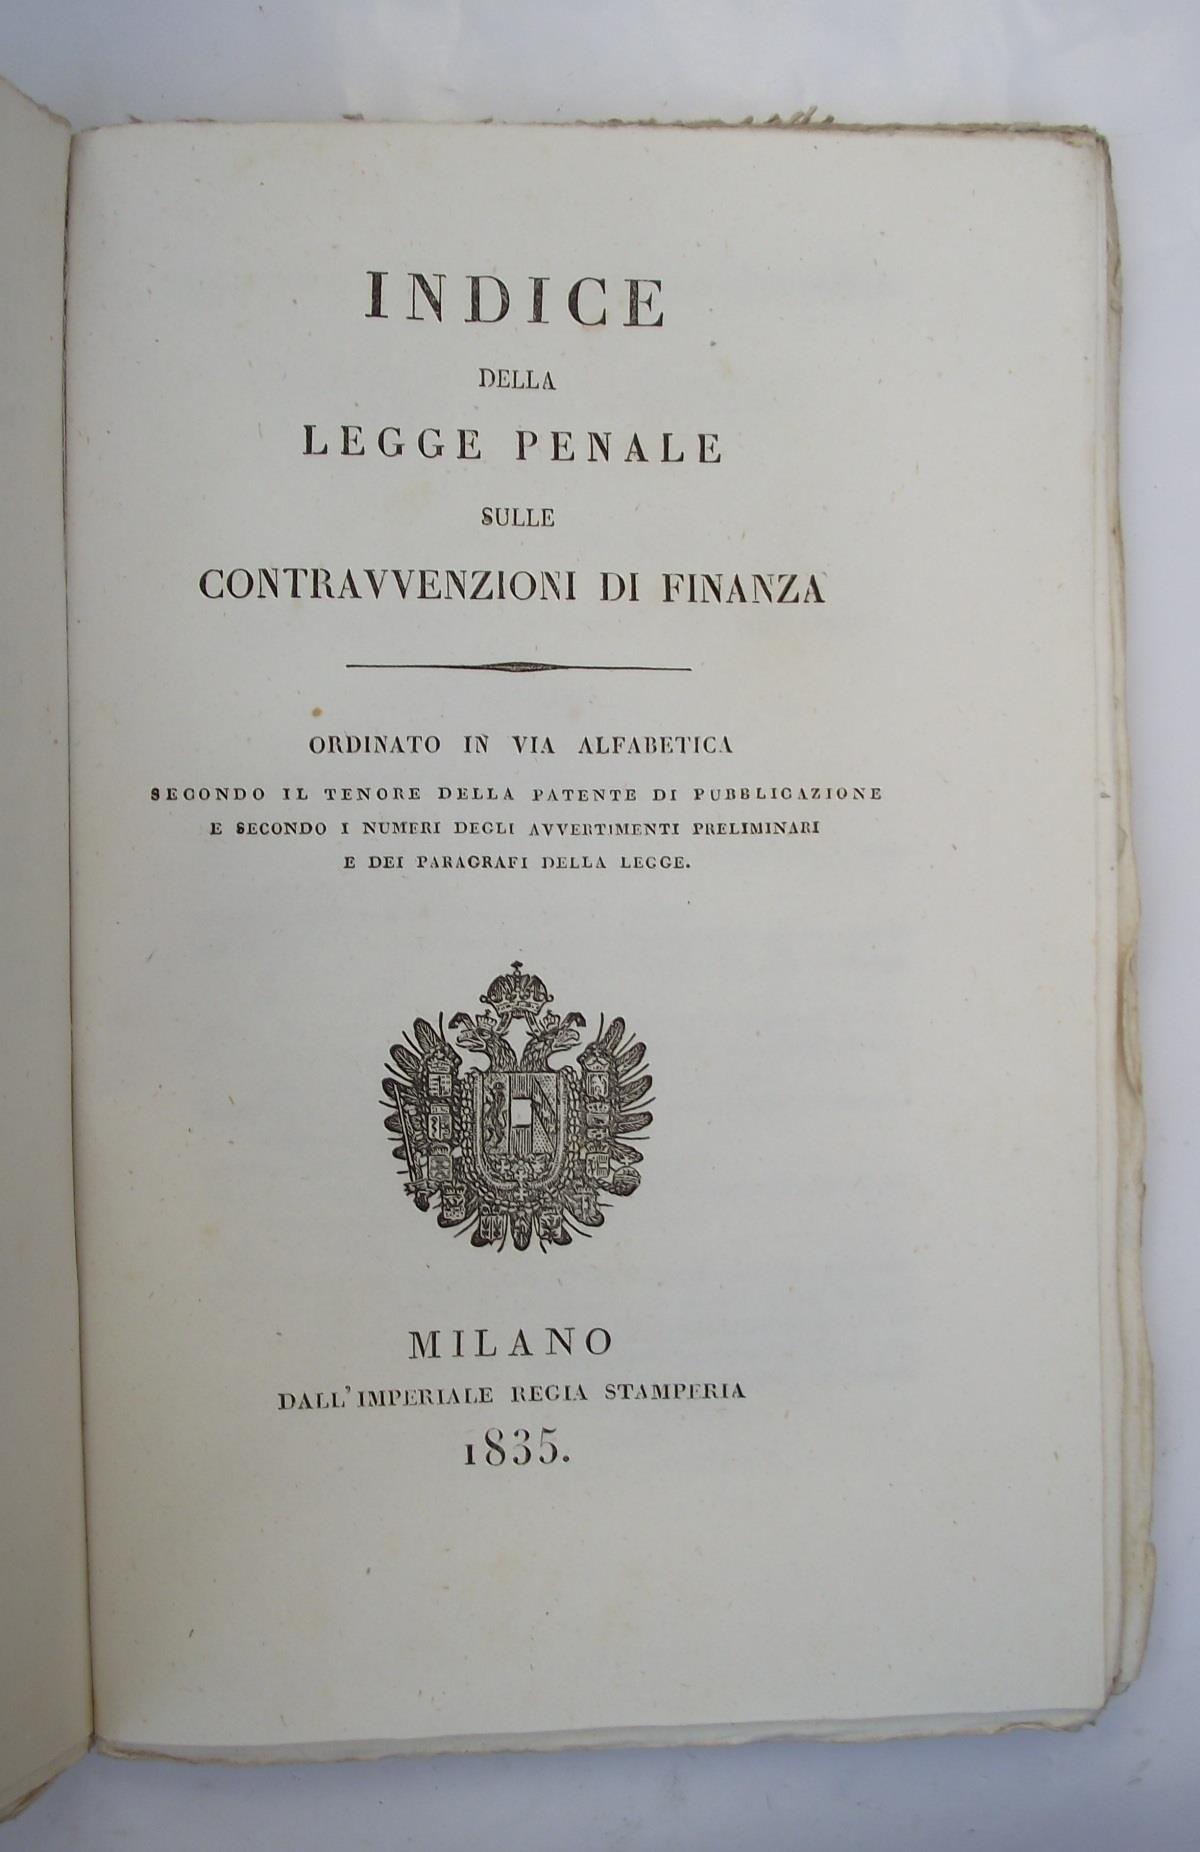 INDICE
DELLA
LEGGE PENALE
SULLE
CONTRAVVENZIONI DI FINANZA
ORDINATO IN VIA ALFABETICA
SECONDO IL TENORE DELLA PATENTE DI PUBBLICAZIONE
E SECONDO I NUMERI DEGLI AVVERTIMENTI PRELIMINARI
E DEI PARAGRAFI DELLA LEGGE.
MILANO
DALL'IMPERIALE REGIA STAMPERIA
1835.